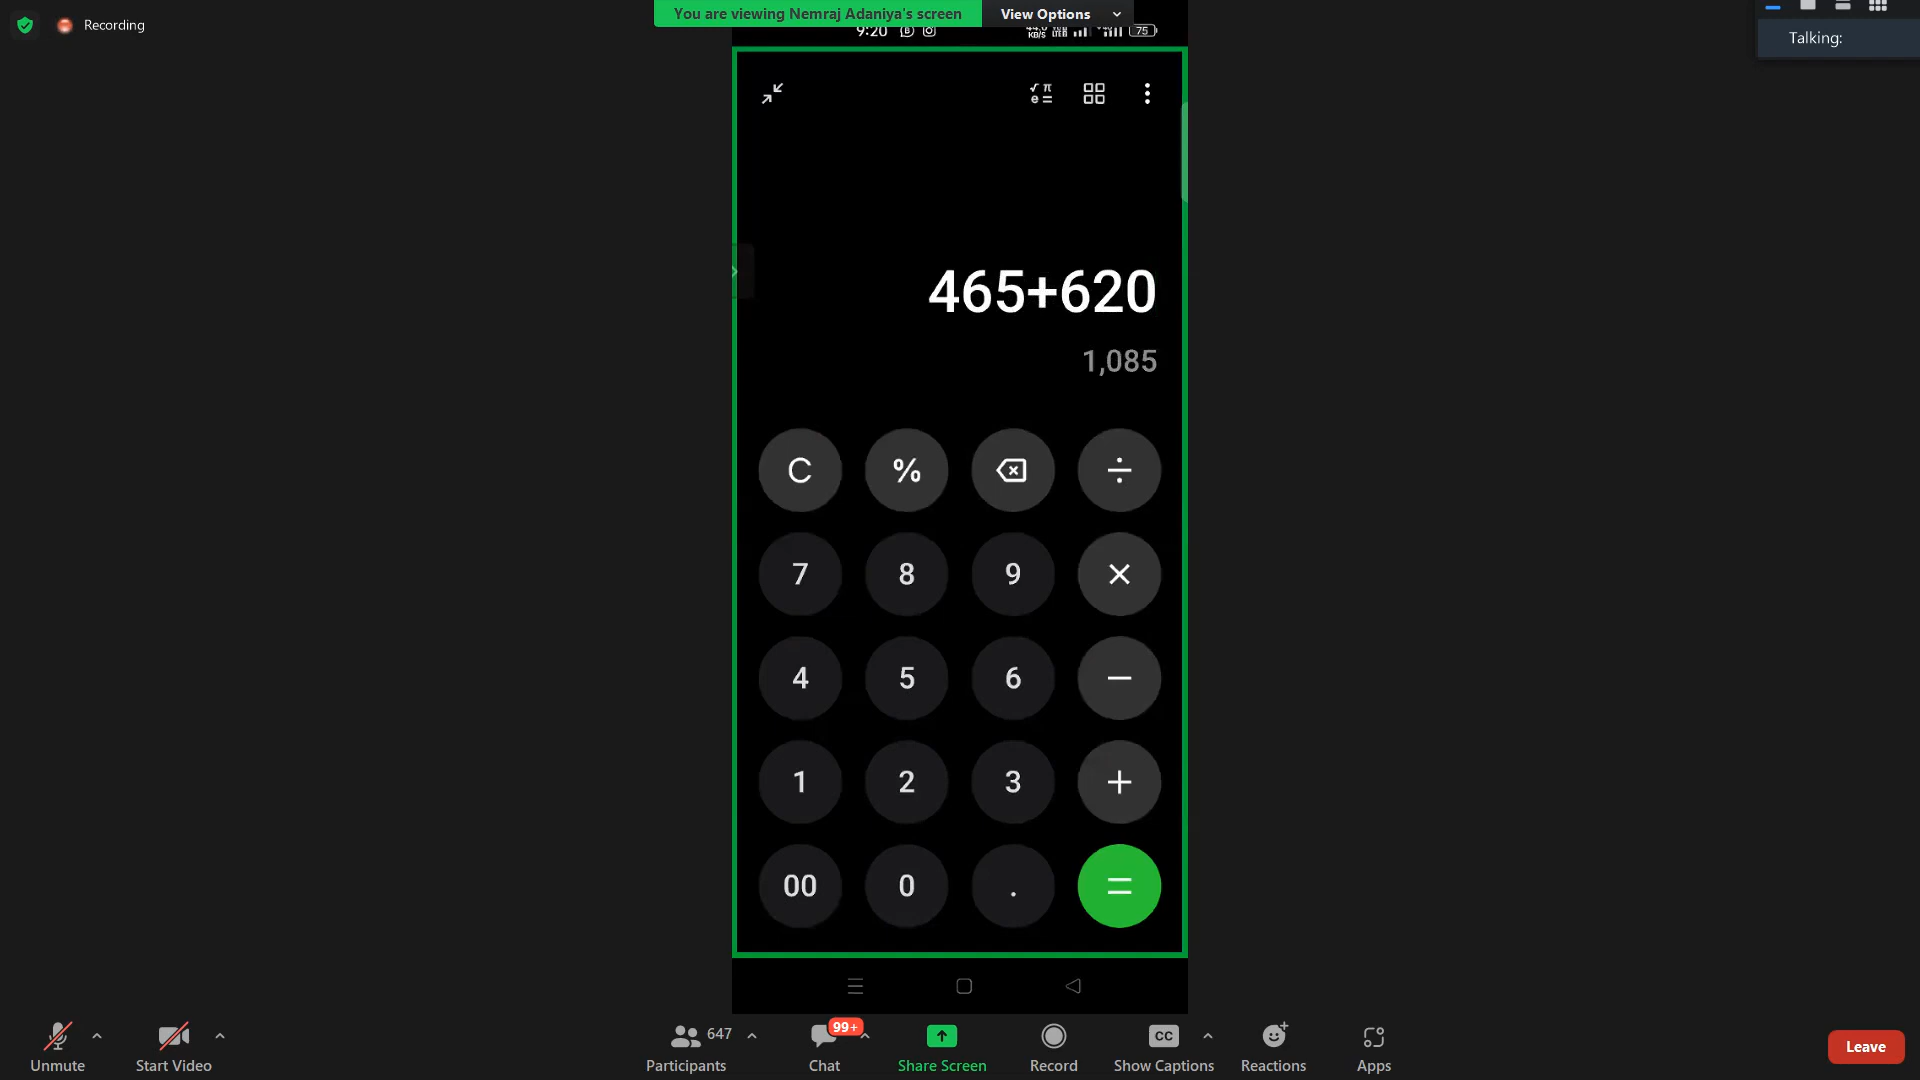 Recording
You are viewing Nemraj Adaniya's screen View Options
Talking:
9:20 75
KB/S
√ π
e =
465+620
1,085
C % ÷
7 8 9 ×
4 5 6 −
1 2 3 +
00 0 . =
647 99+ CC
Unmute Start Video Participants Chat Share Screen Record Show Captions Reactions Apps Leave